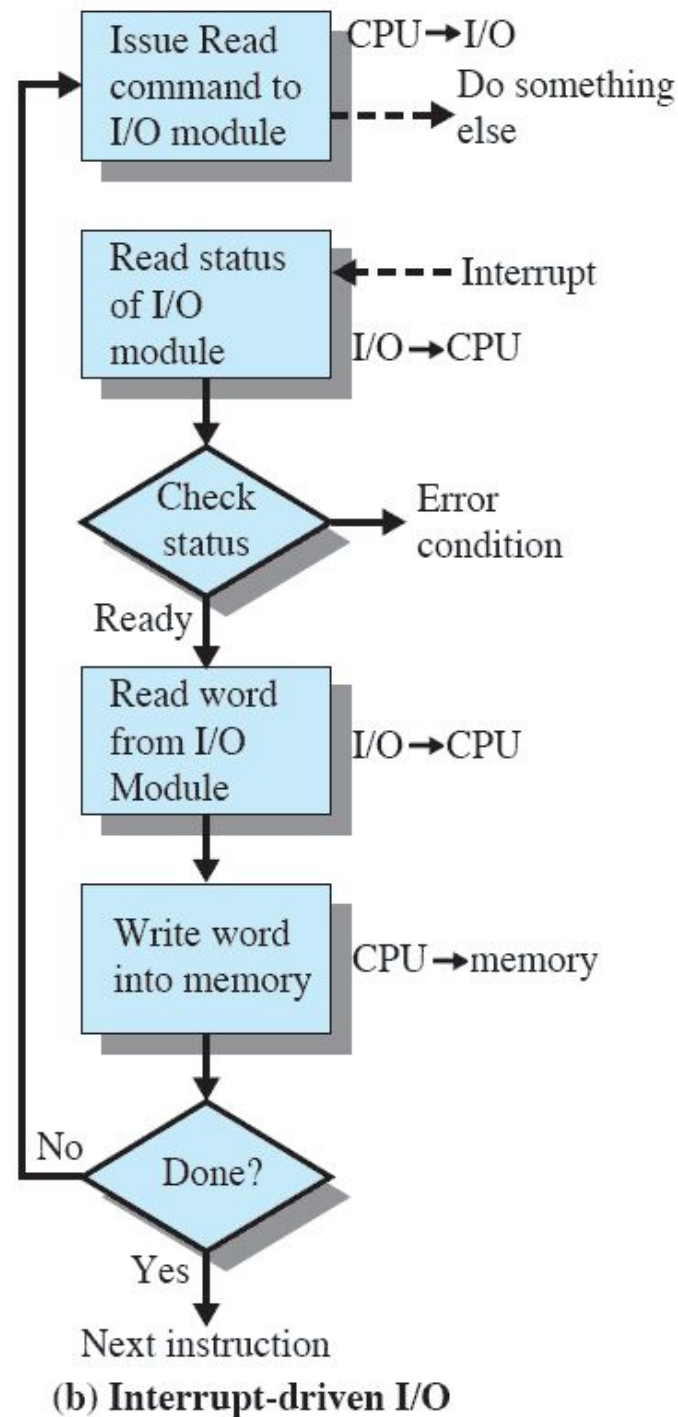 Issue Read
command to
I/O module
CPU→I/O
Do something
else
Read status
of I/O
module
Interrupt
I/O→CPU
Check
status
Error
condition
Ready
Read word
from I/O
Module
I/O→CPU
Write word
into memory
CPU→memory
No
Done?
Yes
Next instruction
(b) Interrupt-driven I/O